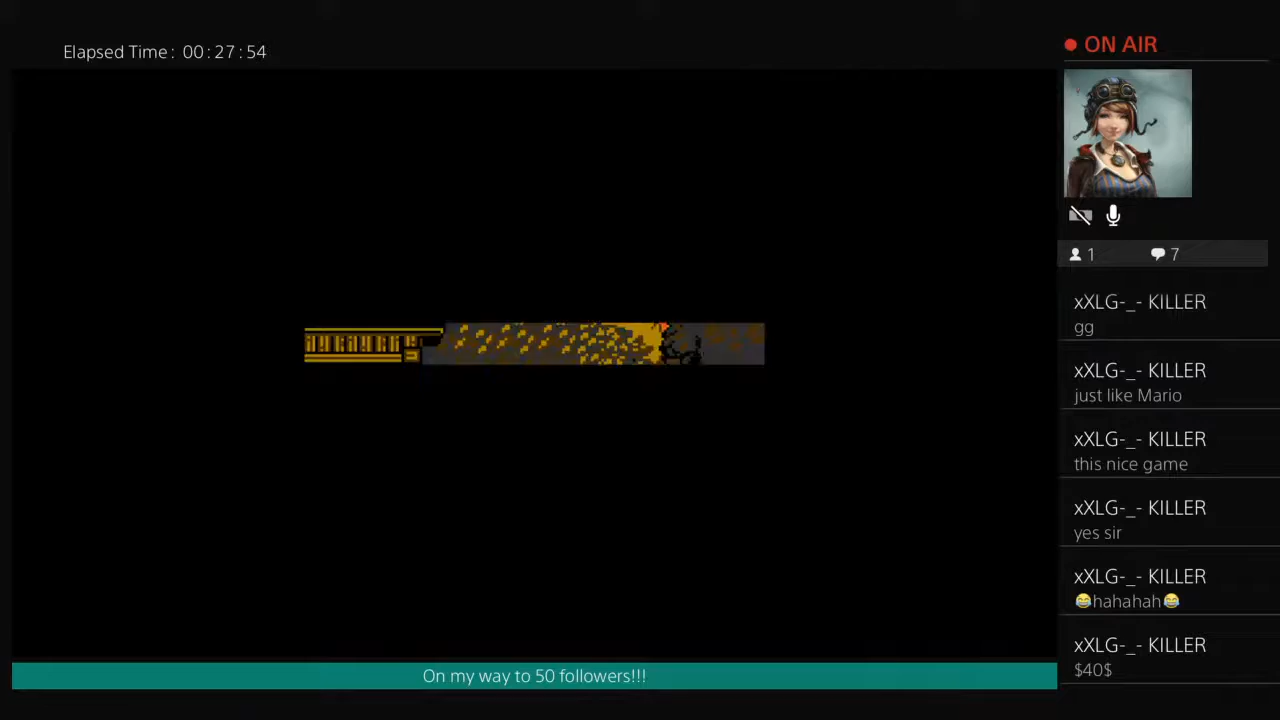 Elapsed Time: 00:27:54
ON AIR
1
7
xXLG-_- KILLER
gg
xXLG-_- KILLER
just like Mario
xXLG-_- KILLER
this nice game
xXLG-_- KILLER
yes sir
xXLG-_- KILLER
😂hahahah😂
xXLG-_- KILLER
$40$
On my way to 50 followers!!!